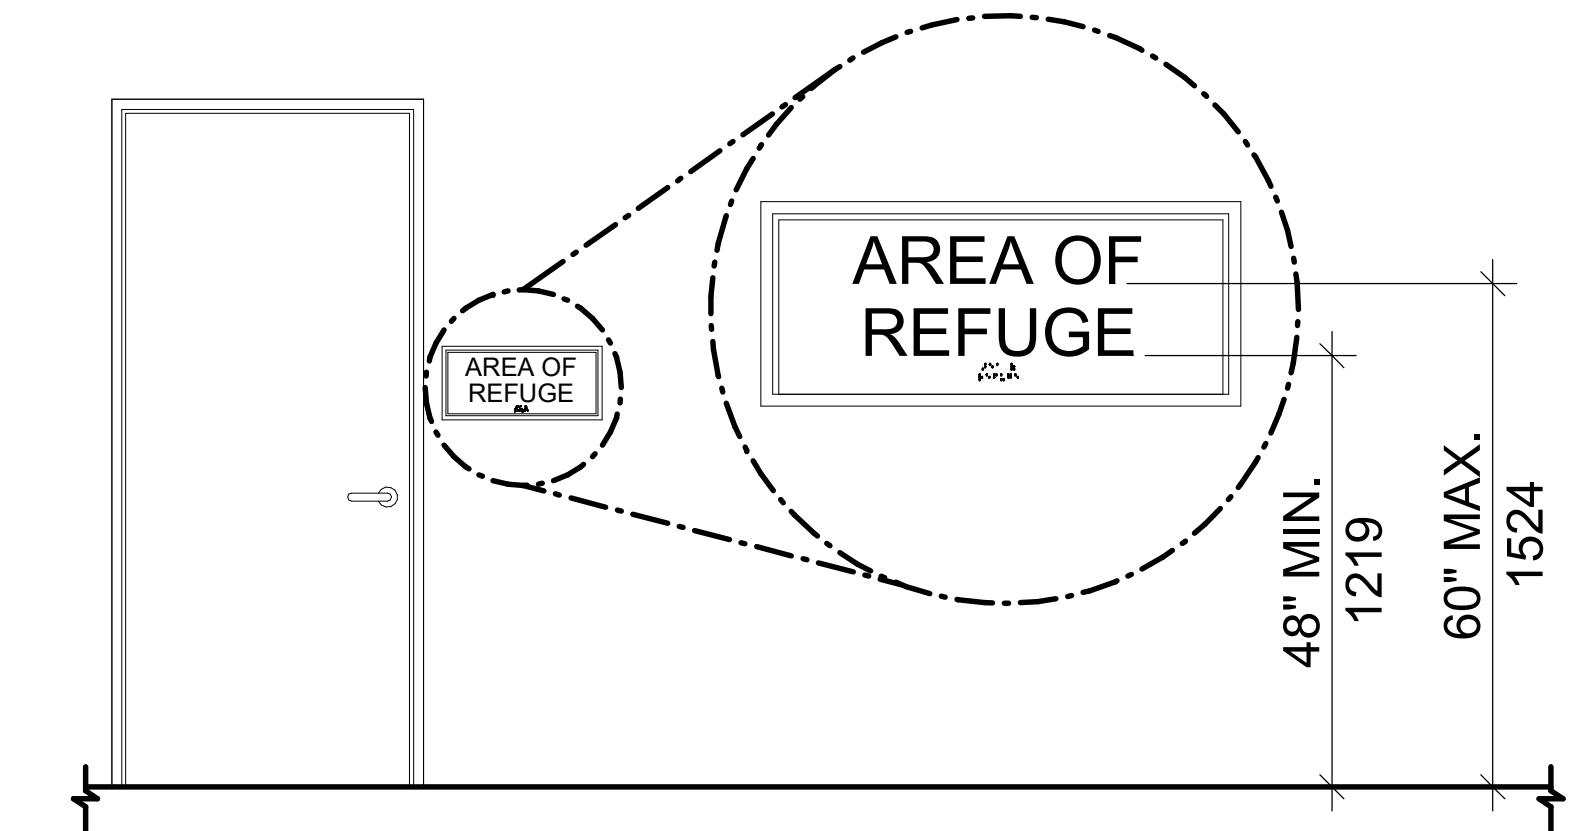 AREA OF
REFUGE
AREA OF
REFUGE
48" MIN.
1219
60" MAX.
1524